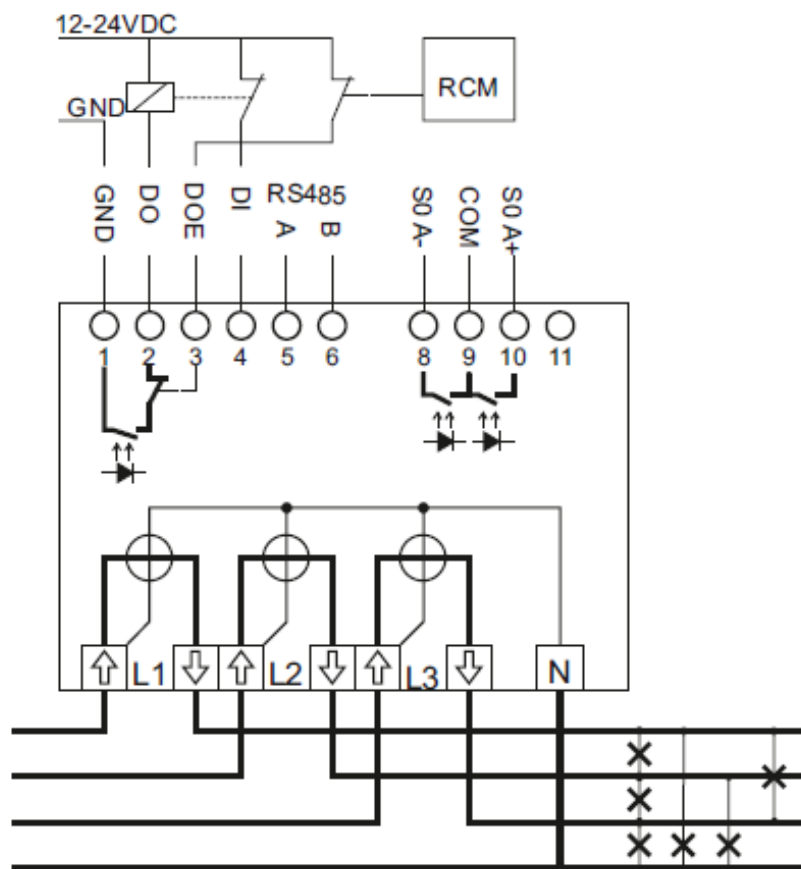 12-24VDC
RCM
GND
GND DO DOE DI RS485 A B S0 A- COM S0 A+
1 2 3 4 5 6 8 9 10 11
L1 L2 L3 N